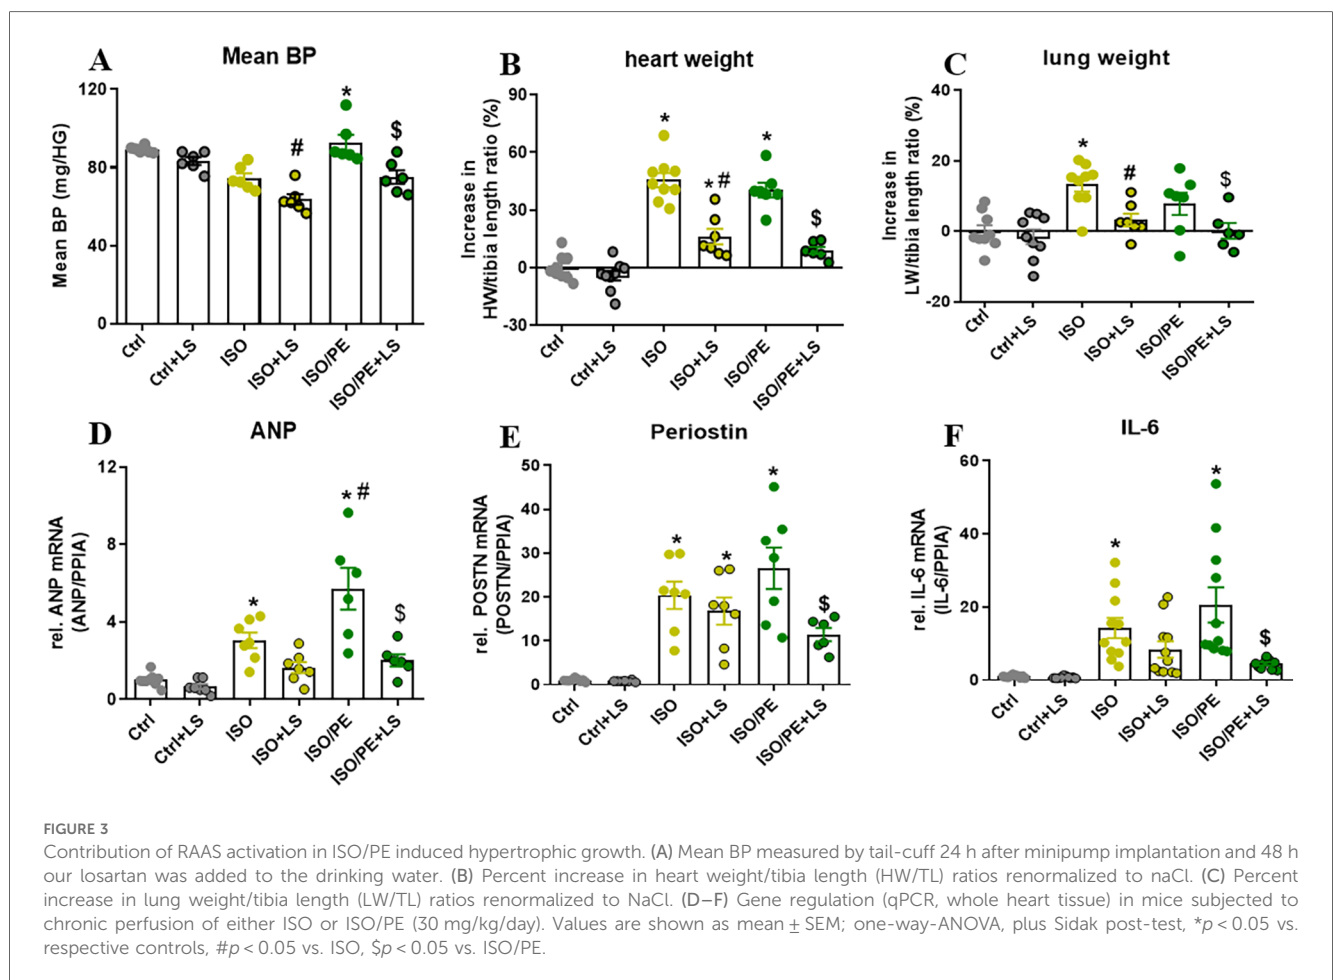 A
Mean BP
Mean BP (mg/HG)
120
80
40
0
*
#
$
Ctrl
Ctrl+LS
ISO
ISO+LS
ISO/PE
ISO/PE+LS
B
heart weight
Increase in
HW/tibia length ratio (%)
90
60
30
0
-30
*
*#
*
$
Ctrl
Ctrl+LS
ISO
ISO+LS
ISO/PE
ISO/PE+LS
C
lung weight
Increase in
LW/tibia length ratio (%)
40
20
0
-20
*
#
$
Ctrl
Ctrl+LS
ISO
ISO+LS
ISO/PE
ISO/PE+LS
D
ANP
rel. ANP mRNA
(ANP/PPIA)
12
8
4
0
*
*#
$
Ctrl
Ctrl+LS
ISO
ISO+LS
ISO/PE
ISO/PE+LS
E
Periostin
rel. POSTN mRNA
(POSTN/PPIA)
50
40
30
20
10
0
*
*
*
$
Ctrl
Ctrl+LS
ISO
ISO+LS
ISO/PE
ISO/PE+LS
F
IL-6
rel. IL-6 mRNA
(IL-6/PPIA)
60
40
20
0
*
*
$
Ctrl
Ctrl+LS
ISO
ISO+LS
ISO/PE
ISO/PE+LS
FIGURE 3
Contribution of RAAS activation in ISO/PE induced hypertrophic growth. (A) Mean BP measured by tail-cuff 24 h after minipump implantation and 48 h
our losartan was added to the drinking water. (B) Percent increase in heart weight/tibia length (HW/TL) ratios renormalized to naCl. (C) Percent
increase in lung weight/tibia length (LW/TL) ratios renormalized to NaCl. (D–F) Gene regulation (qPCR, whole heart tissue) in mice subjected to
chronic perfusion of either ISO or ISO/PE (30 mg/kg/day). Values are shown as mean ± SEM; one-way-ANOVA, plus Sidak post-test, *p < 0.05 vs.
respective controls, #p < 0.05 vs. ISO, $p < 0.05 vs. ISO/PE.